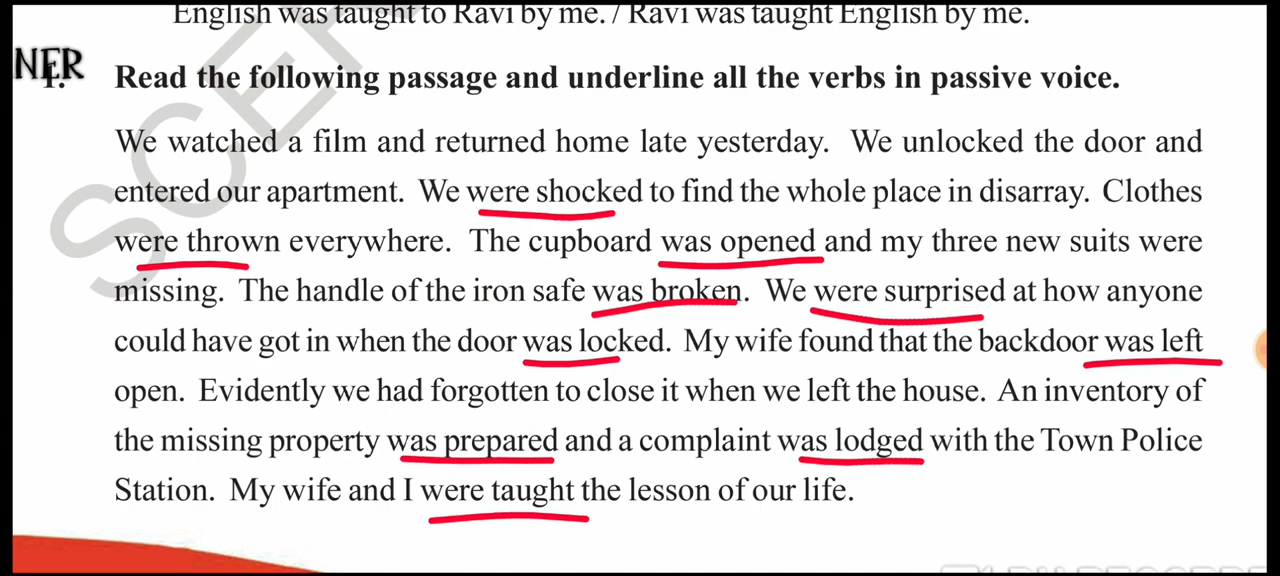 English was taught to Ravi by me. / Ravi was taught English by me.
NER
1. Read the following passage and underline all the verbs in passive voice.
We watched a film and returned home late yesterday. We unlocked the door and
entered our apartment. We were shocked to find the whole place in disarray. Clothes
were thrown everywhere. The cupboard was opened and my three new suits were
missing. The handle of the iron safe was broken. We were surprised at how anyone
could have got in when the door was locked. My wife found that the backdoor was left
open. Evidently we had forgotten to close it when we left the house. An inventory of
the missing property was prepared and a complaint was lodged with the Town Police
Station. My wife and I were taught the lesson of our life.
SCER